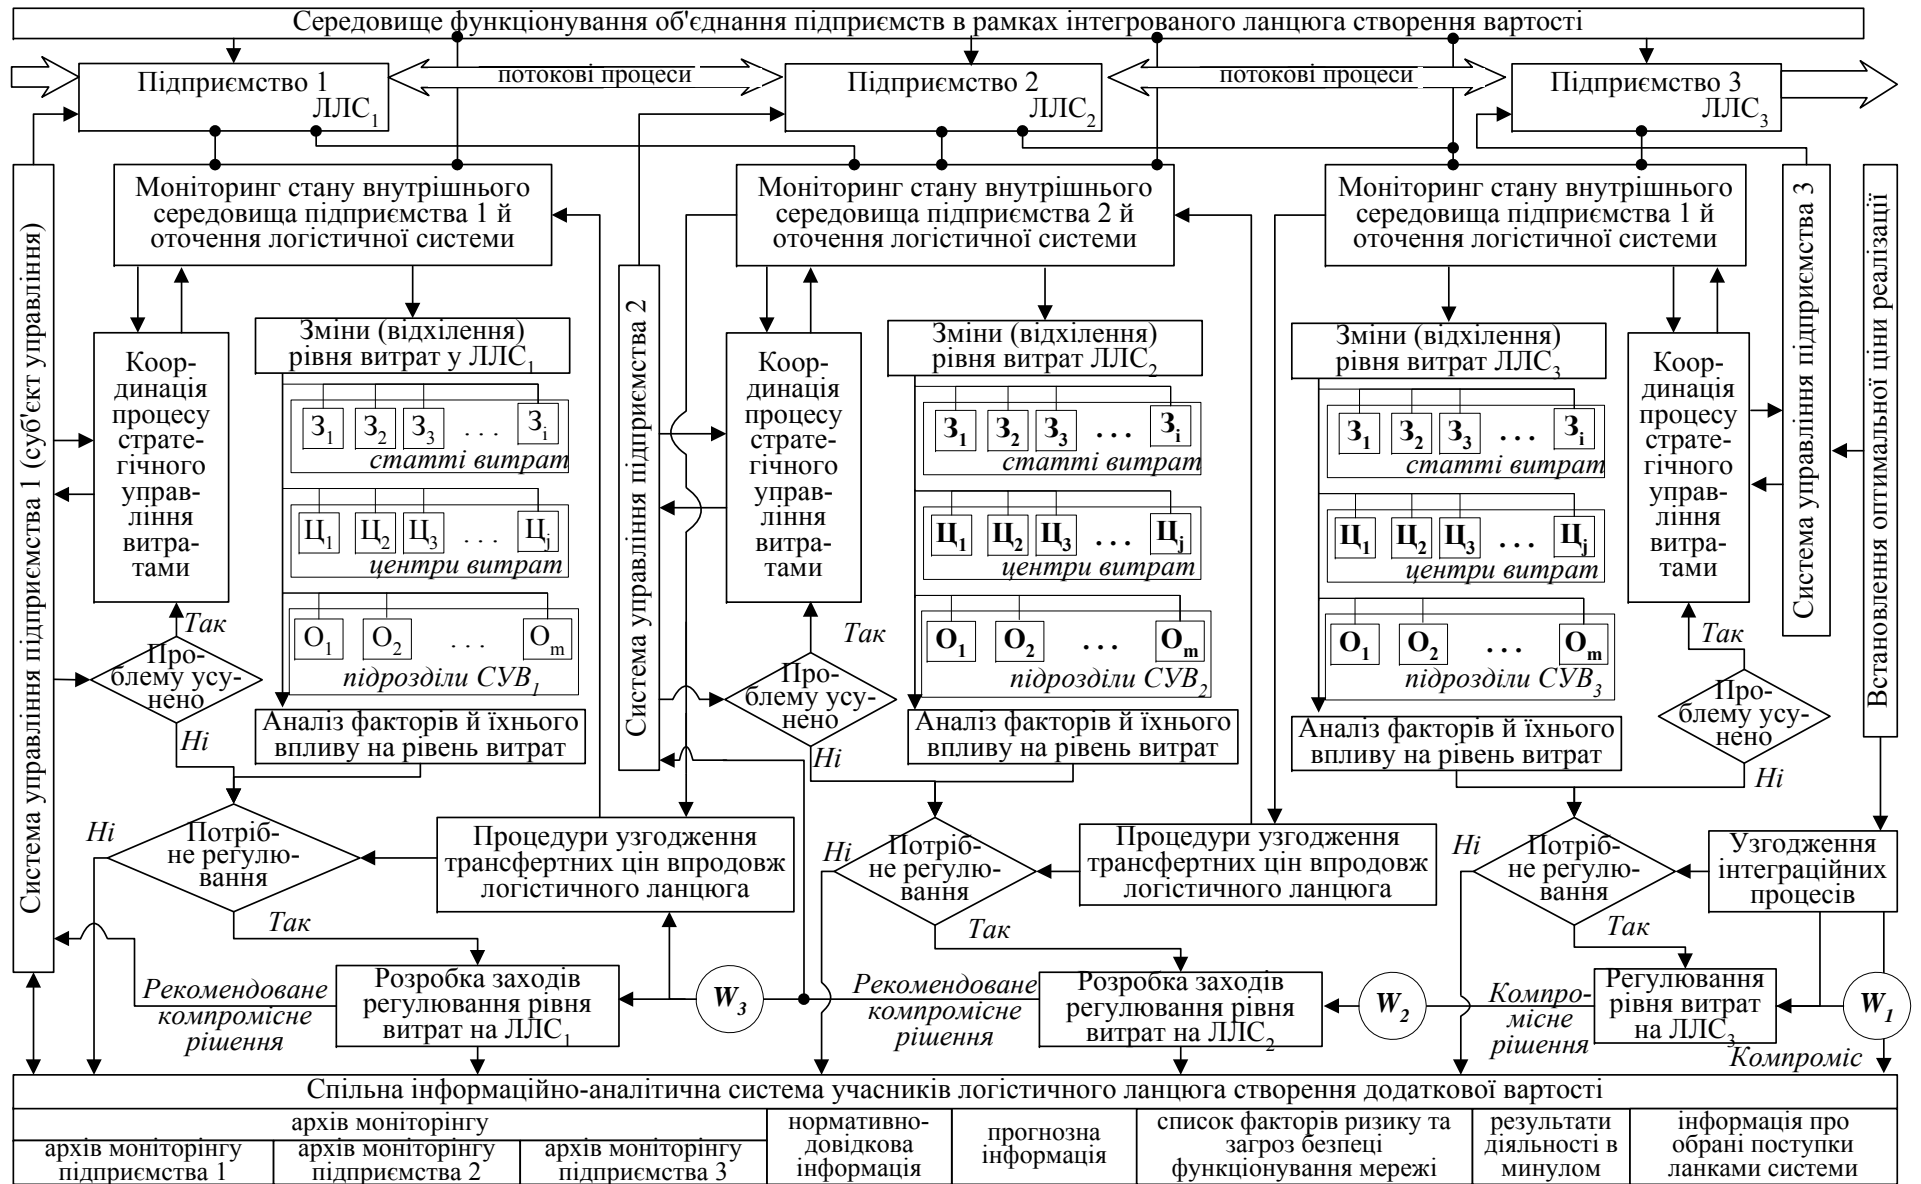 Середовище функціонування об'єднання підприємств в рамках інтегрованого ланцюга створення вартості
Підприємство 1
ЛЛС1
потокові процеси
Підприємство 2
ЛЛС2
потокові процеси
Підприємство 3
ЛЛС3
Система управління підприємства 1 (суб'єкт управління)
Моніторинг стану внутрішнього
середовища підприємства 1 й
оточення логістичної системи
Коор-
динація
процесу
страте-
гічного
управ-
ління
витра-
тами
Зміни (відхілення)
рівня витрат у ЛЛС1
З1 З2 З3 . . . Зi
статті витрат
Ц1 Ц2 Ц3 . . . Цj
центри витрат
О1 О2 . . . Оm
підрозділи СУВ1
Аналіз факторів й їхнього
впливу на рівень витрат
Так
Про-
блему усу-
нено
Ні
Потріб-
не регулю-
вання
Ні
Так
Процедури узгодження
трансфертних цін впродовж
логістичного ланцюга
Розробка заходів
регулювання рівня
витрат на ЛЛС1
Рекомендоване
компромісне
рішення
W3
Система управління підприємства 2
Моніторинг стану внутрішнього
середовища підприємства 2 й
оточення логістичної системи
Коор-
динація
процесу
страте-
гічного
управ-
ління
витра-
тами
Зміни (відхілення)
рівня витрат ЛЛС2
З1 З2 З3 . . . Зi
статті витрат
Ц1 Ц2 Ц3 . . . Цj
центри витрат
О1 О2 . . . Оm
підрозділи СУВ2
Аналіз факторів й їхнього
впливу на рівень витрат
Так
Про-
блему усу-
нено
Ні
Потріб-
не регулю-
вання
Ні
Так
Процедури узгодження
трансфертних цін впродовж
логістичного ланцюга
Розробка заходів
регулювання рівня
витрат на ЛЛС2
Рекомендоване
компромісне
рішення
W2
Моніторинг стану внутрішнього
середовища підприємства 1 й
оточення логістичної системи
Зміни (відхілення)
рівня витрат ЛЛС3
З1 З2 З3 . . . Зi
статті витрат
Ц1 Ц2 Ц3 . . . Цj
центри витрат
О1 О2 . . . Оm
підрозділи СУВ3
Аналіз факторів й їхнього
впливу на рівень витрат
Коор-
динація
процесу
страте-
гічного
управ-
ління
витра-
тами
Так
Про-
блему усу-
нено
Ні
Система управління підприємства 3
Встановлення оптимальної ціни реалізації
Потріб-
не регулю-
вання
Ні
Так
Узгодження
інтеграційних
процесів
Регулювання
рівня витрат
на ЛЛС3
Компро-
місне
рішення
W1
Компроміс
Спільна інформаційно-аналітична система учасників логістичного ланцюга створення додаткової вартості
архів моніторінгу
архів моніторінгу
підприємства 1
архів моніторінгу
підприємства 2
архів моніторінгу
підприємства 3
нормативно-
довідкова
інформація
прогнозна
інформація
список факторів ризику та
загроз безпеці
функціонування мережі
результати
діяльності в
минулом
інформація про
обрані поступки
ланками системи